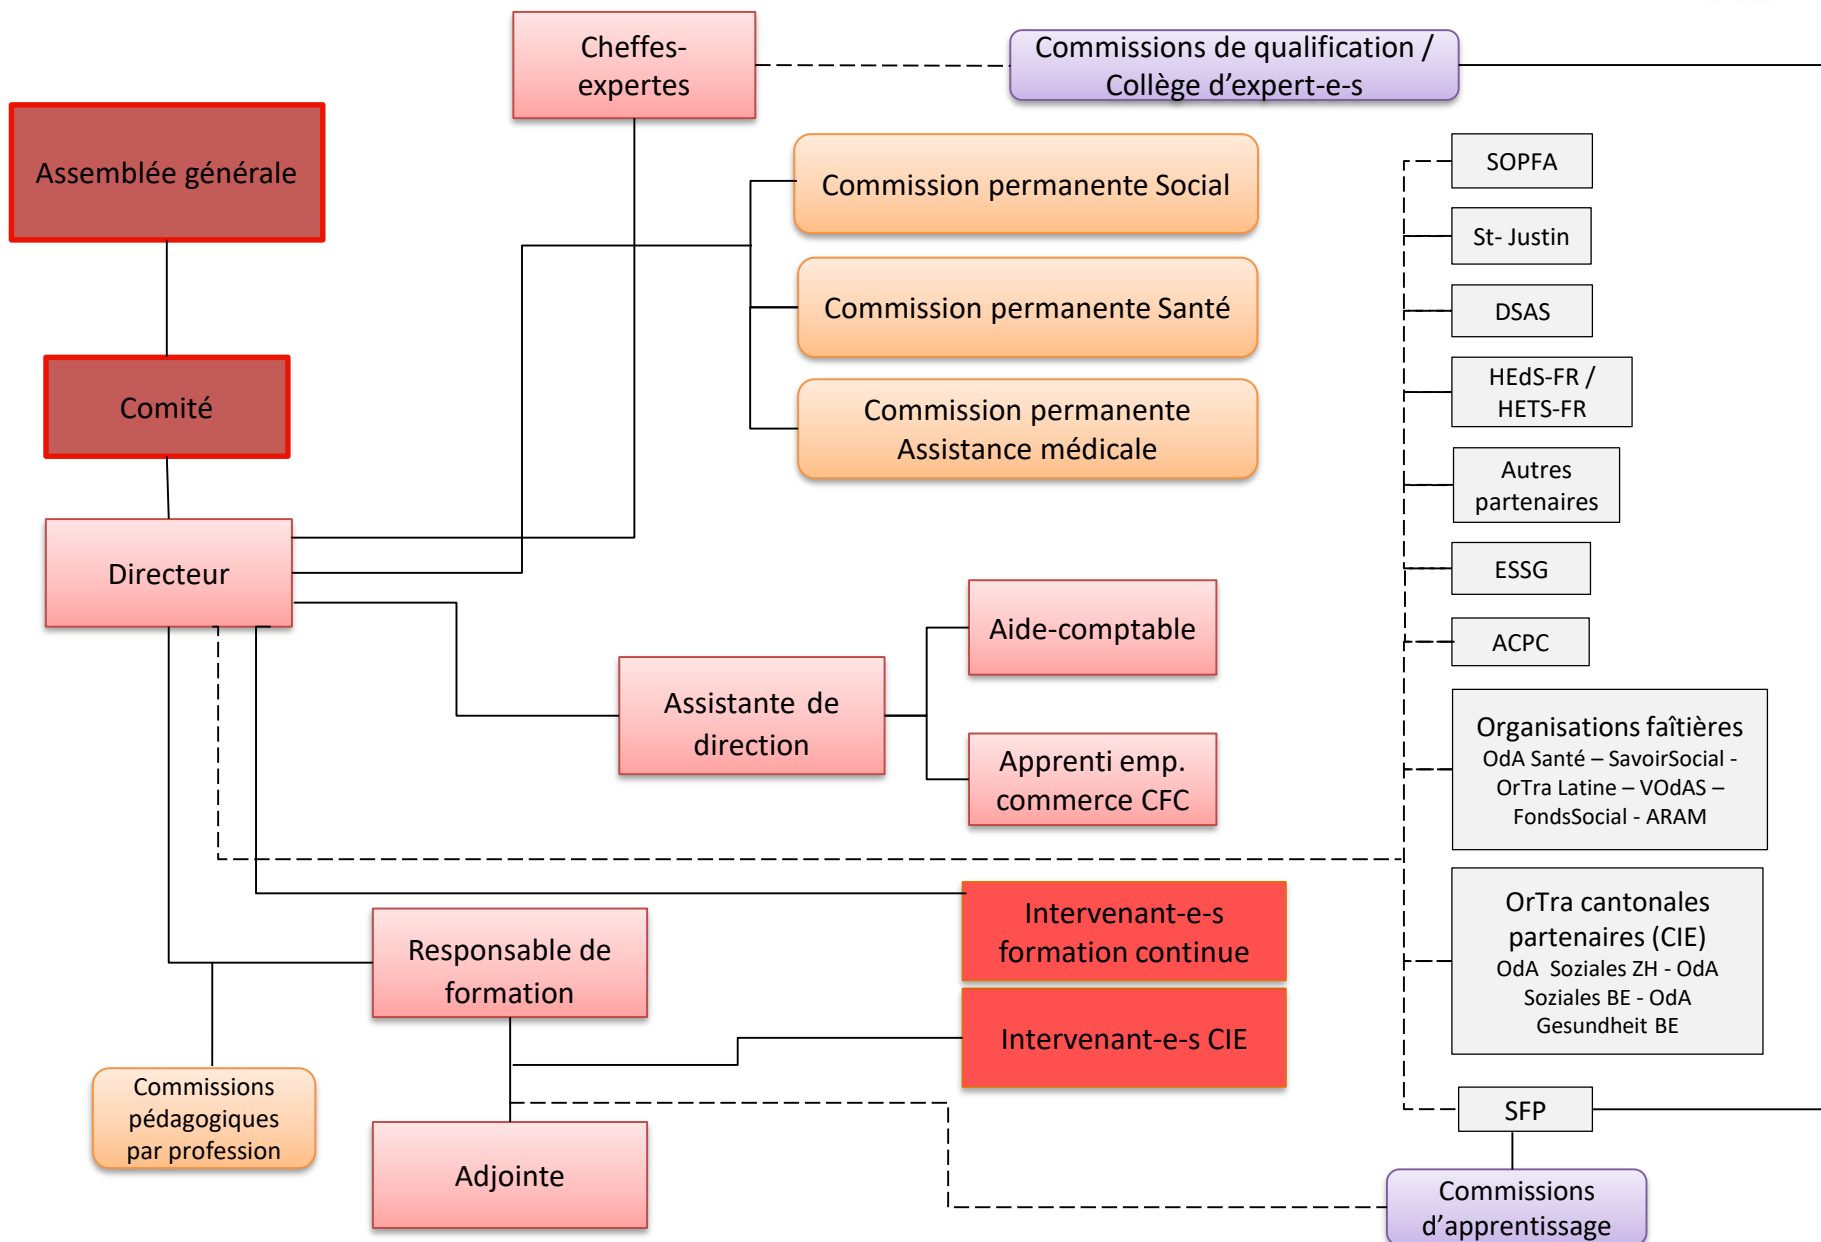 Cheffes-
expertes
Commissions de qualification /
Collège d'expert-e-s
Assemblée générale
Commission permanente Social
Commission permanente Santé
Commission permanente
Assistance médicale
Comité
Directeur
Assistante de
direction
Aide-comptable
Apprenti emp.
commerce CFC
Intervenant-e-s
formation continue
Intervenant-e-s CIE
Responsable de
formation
Commissions
pédagogiques
par profession
Adjointe
SOPFA
St- Justin
DSAS
HEdS-FR /
HETS-FR
Autres
partenaires
ESSG
ACPC
Organisations faîtières
OdA Santé – SavoirSocial -
OrTra Latine – VOdAS –
FondsSocial - ARAM
OrTra cantonales
partenaires (CIE)
OdA Soziales ZH - OdA
Soziales BE - OdA
Gesundheit BE
SFP
Commissions
d'apprentissage